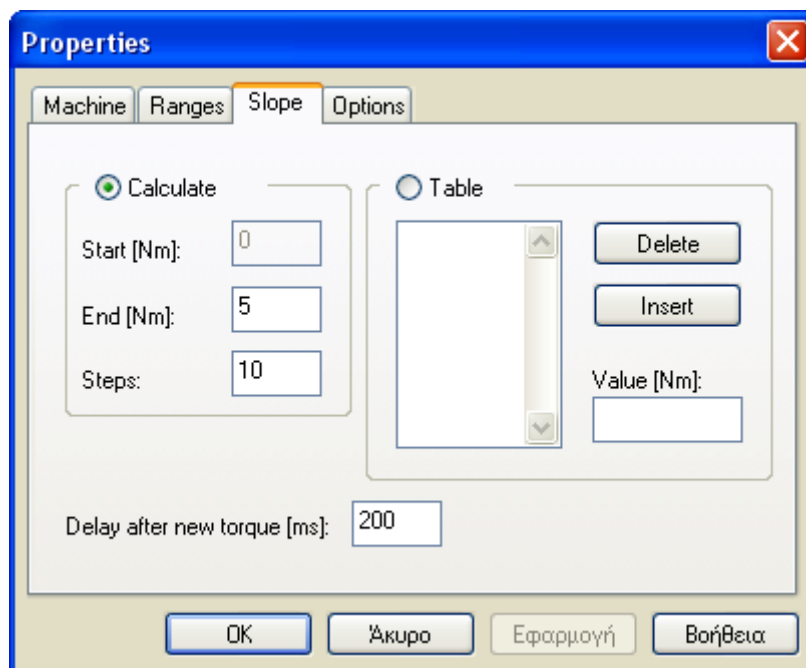 Properties
Machine Ranges Slope Options
Calculate
Start [Nm]: 0
End [Nm]: 5
Steps: 10
Table
Delete
Insert
Value [Nm]:
Delay after new torque [ms]: 200
OK Άκυρο Εφαρμογή Βοήθεια